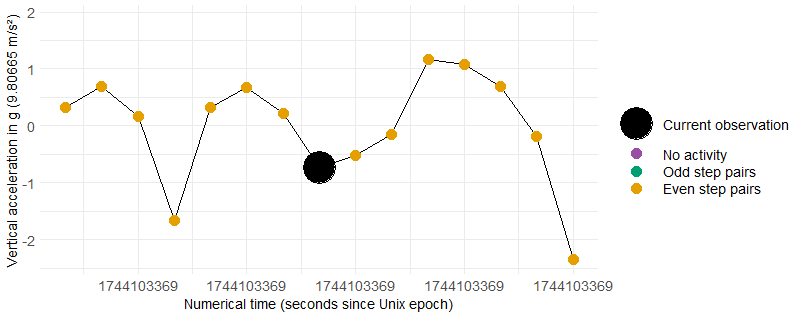 Vertical acceleration in g (9.80665 m/s²)
2
1
0
-1
-2
1744103369 1744103369 1744103369 1744103369 1744103369
Numerical time (seconds since Unix epoch)
Current observation
No activity
Odd step pairs
Even step pairs